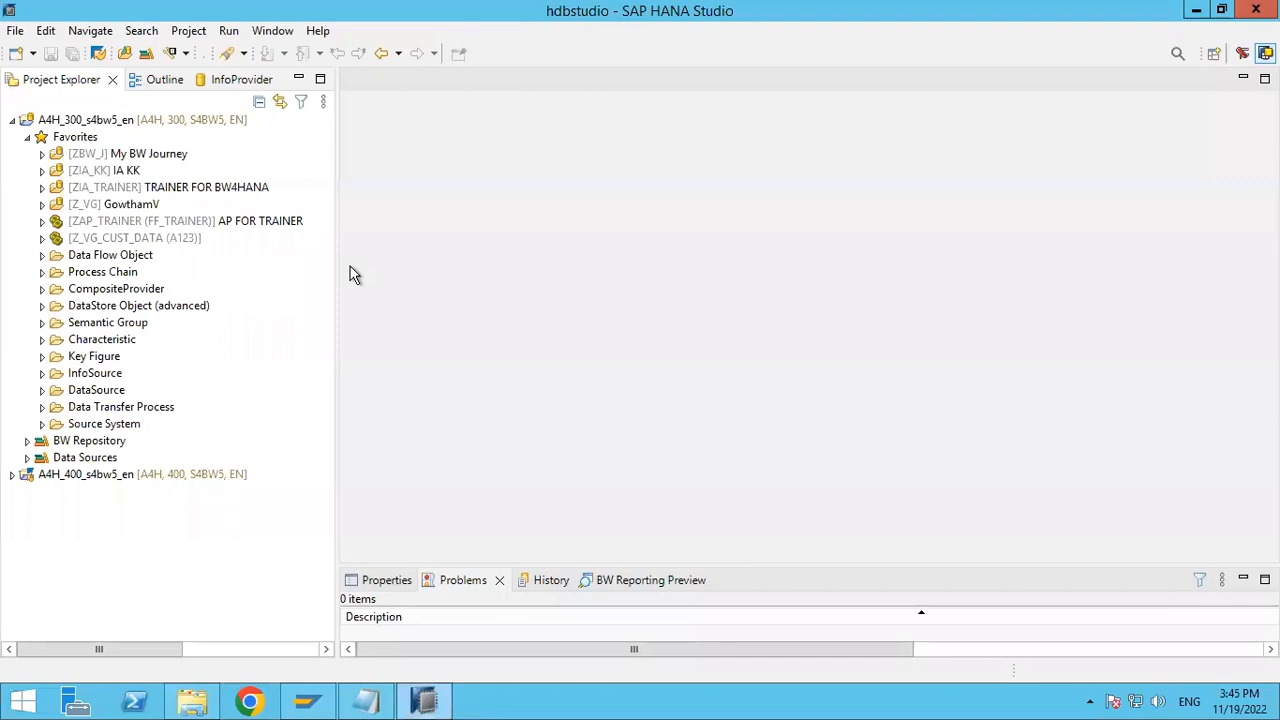 hdbstudio - SAP HANA Studio
File Edit Navigate Search Project Run Window Help
Project Explorer Outline InfoProvider
A4H_300_s4bw5_en [A4H, 300, S4BW5, EN]
Favorites
[ZBW_J] My BW Journey
[ZIA_KK] IA KK
[ZIA_TRAINER] TRAINER FOR BW4HANA
[Z_VG] GowthamV
[ZAP_TRAINER (FF_TRAINER)] AP FOR TRAINER
[Z_VG_CUST_DATA (A123)]
Data Flow Object
Process Chain
CompositeProvider
DataStore Object (advanced)
Semantic Group
Characteristic
Key Figure
InfoSource
DataSource
Data Transfer Process
Source System
BW Repository
Data Sources
A4H_400_s4bw5_en [A4H, 400, S4BW5, EN]
Properties Problems History BW Reporting Preview
0 items
Description
ENG
3:45 PM
11/19/2022